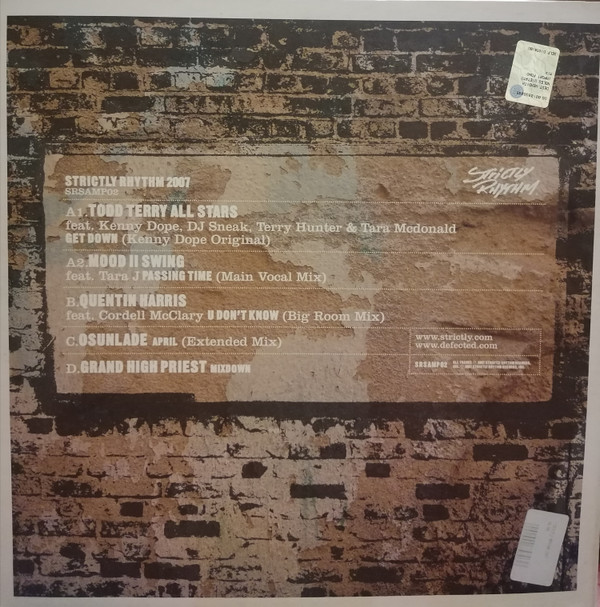 STRICTLY RHYTHM 2007
SRSAMP02
STRICTLY
RHYTHM
A1.TODD TERRY ALL STARS
feat. Kenny Dope, DJ Sneak, Terry Hunter & Tara Mcdonald
GET DOWN (Kenny Dope Original)
A2.MOOD II SWING
feat. Tara J PASSING TIME (Main Vocal Mix)
B.QUENTIN HARRIS
feat. Cordell McClary U DON'T KNOW (Big Room Mix)
C.OSUNLADE APRIL (Extended Mix)
D.GRAND HIGH PRIEST MIXDOWN
www.strictly.com
www.defected.com
SRSAMP02